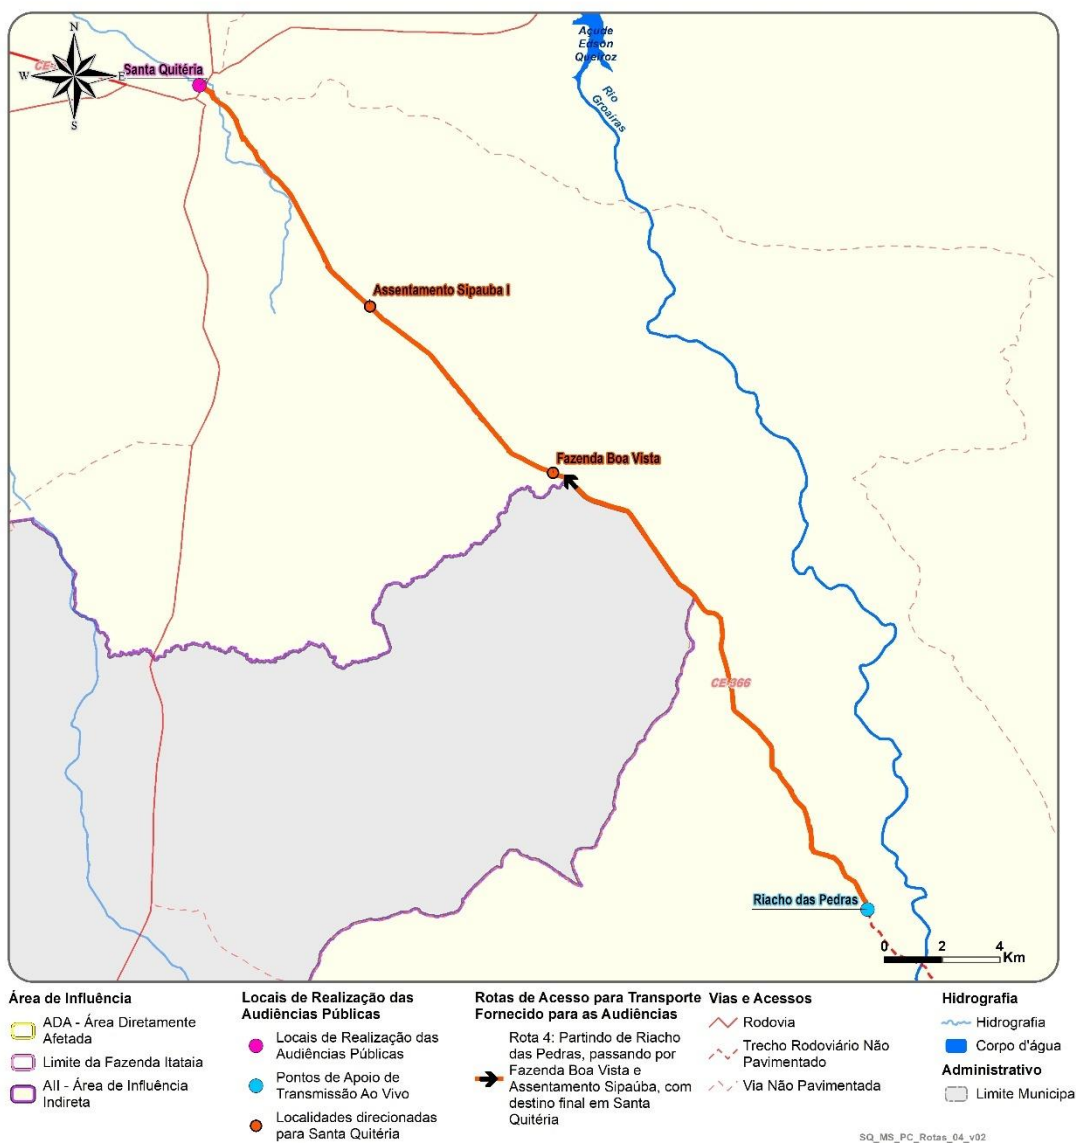 N
W
E
S
CE-
Santa Quitéria
Açude
Edson
Queiroz
Rio
Groaíras
Assentamento Sipauba I
Fazenda Boa Vista
CE-366
Riacho das Pedras
0 2 4
Km
Área de Influência
ADA - Área Diretamente
Afetada
Limite da Fazenda Itataia
AII - Área de Influência
Indireta
Locais de Realização das
Audiências Públicas
Locais de Realização das
Audiências Públicas
Pontos de Apoio de
Transmissão Ao Vivo
Localidades direcionadas
para Santa Quitéria
Rotas de Acesso para Transporte
Fornecido para as Audiências
Rota 4: Partindo de Riacho
das Pedras, passando por
Fazenda Boa Vista e
Assentamento Sipaúba, com
destino final em Santa
Quitéria
Vias e Acessos
Rodovia
Trecho Rodoviário Não
Pavimentado
Via Não Pavimentada
Hidrografia
Hidrografia
Corpo d'água
Administrativo
Limite Municipa
SQ_MS_PC_Rotas_04_v02